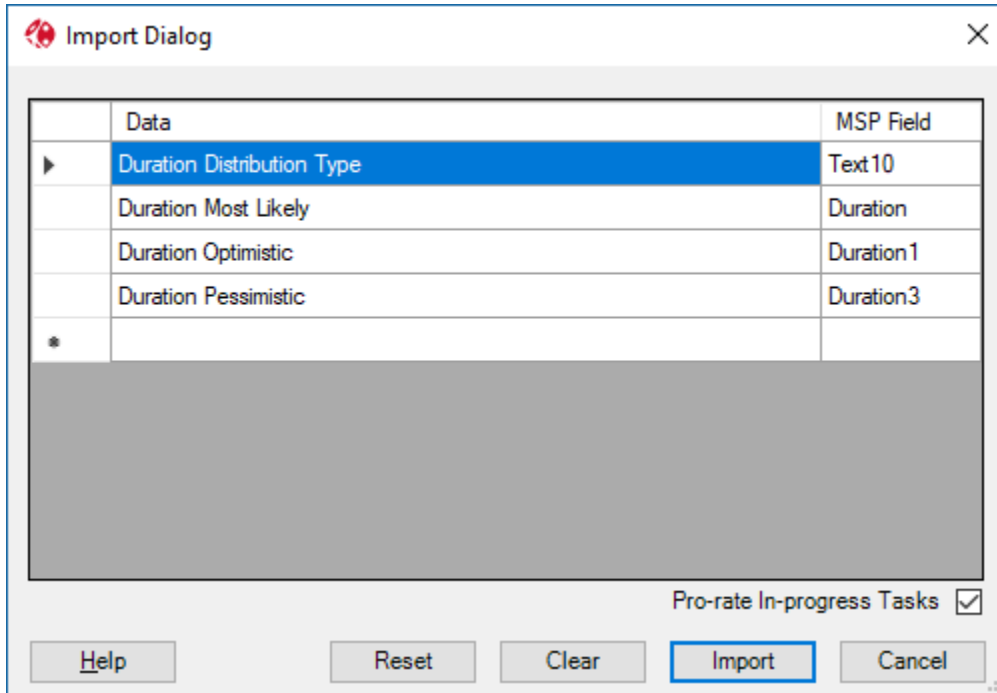 Import Dialog
Data MSP Field
Duration Distribution Type Text10
Duration Most Likely Duration
Duration Optimistic Duration1
Duration Pessimistic Duration3
Pro-rate In-progress Tasks
Help Reset Clear Import Cancel